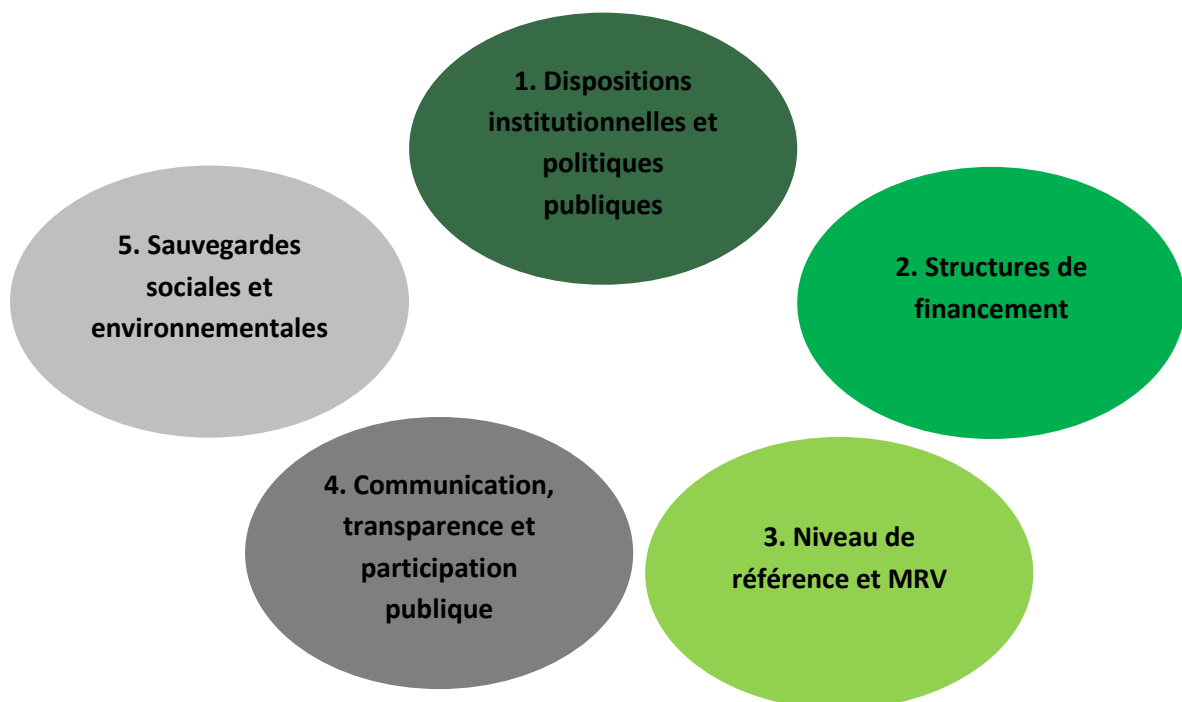 1. Dispositions
institutionnelles et
politiques
publiques
2. Structures de
financement
3. Niveau de
référence et MRV
4. Communication,
transparence et
participation
publique
5. Sauvegardes
sociales et
environnementales